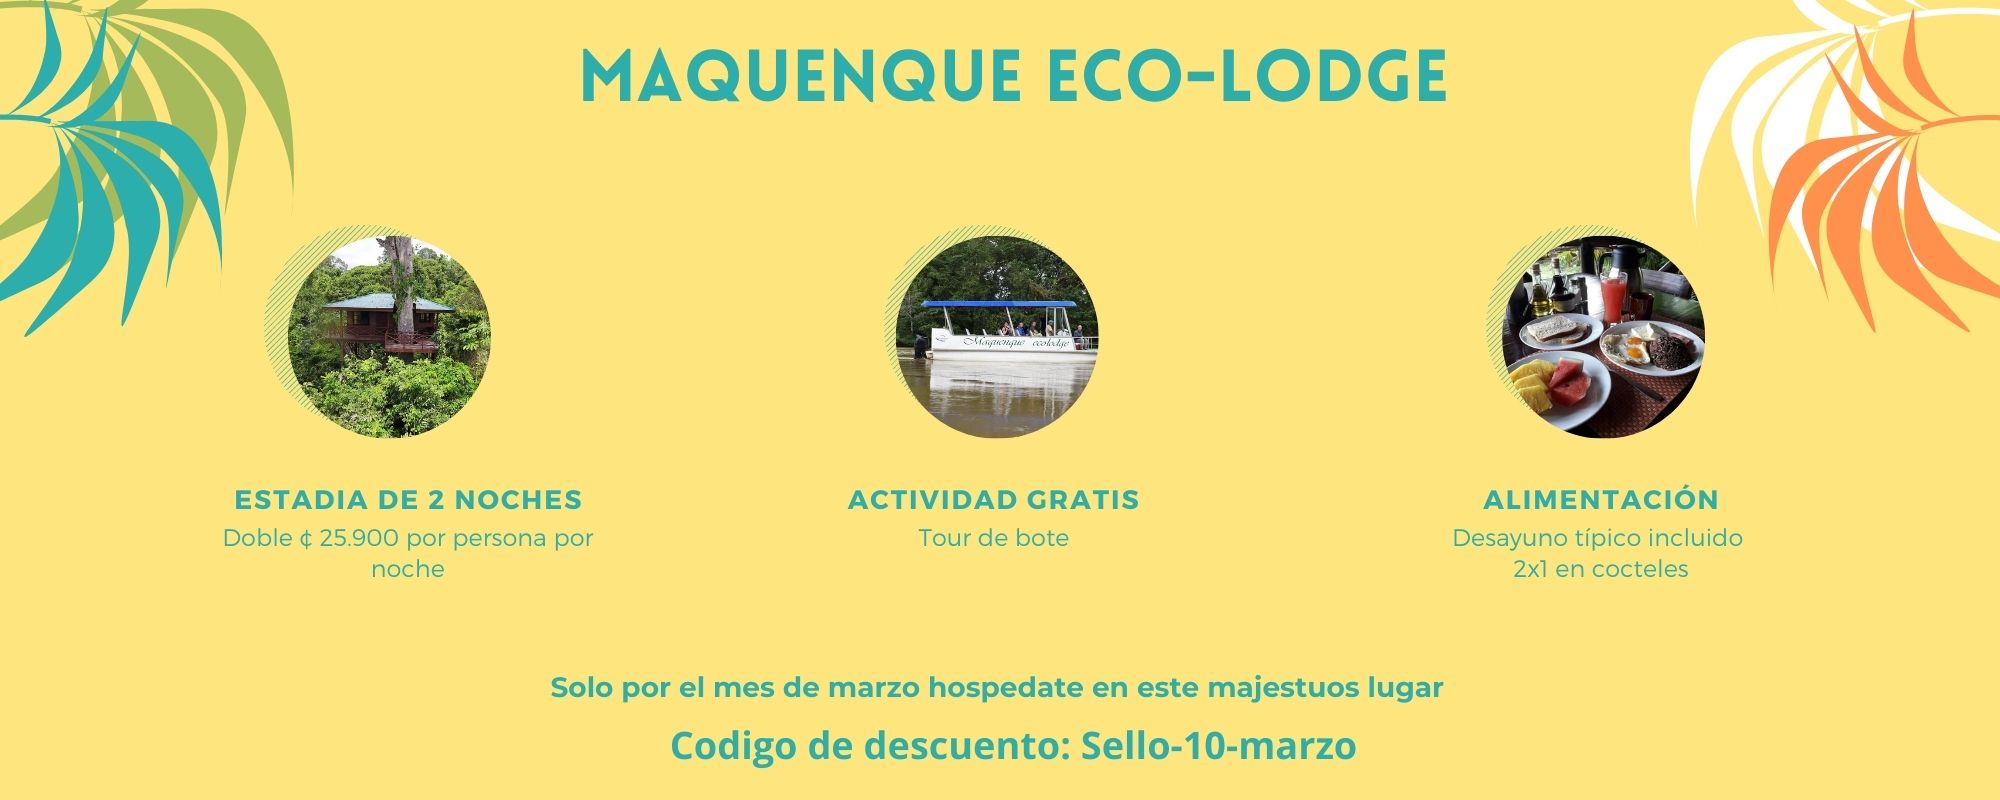 MAQUENQUE ECO-LODGE
Maquenque ecolodge
ESTADIA DE 2 NOCHES
Doble ¢ 25.900 por persona por
noche
ACTIVIDAD GRATIS
Tour de bote
ALIMENTACIÓN
Desayuno típico incluido
2x1 en cocteles
Solo por el mes de marzo hospedate en este majestuos lugar
Codigo de descuento: Sello-10-marzo